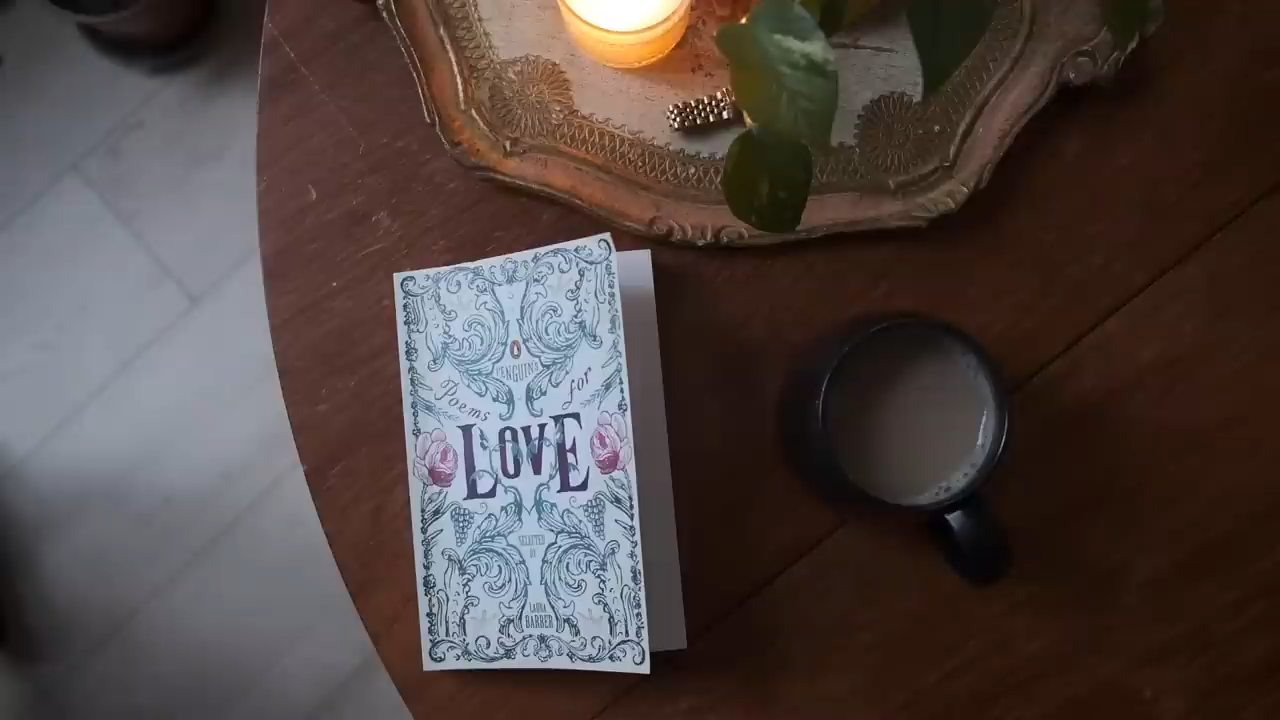 PENGUIN'S
Poems for
LOVE
SELECTED
BY
LAURA
BARBER